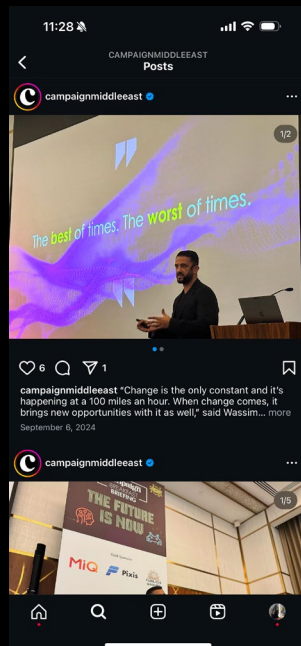 11:28
CAMPAIGNMIDDLEEAST
Posts
campaignmiddleeast
1/2
The best of times. The worst of times.
6
1
campaignmiddleeast “Change is the only constant and it's
happening at a 100 miles an hour. When change comes, it
brings new opportunities with it as well,” said Wassim... more
September 6, 2024
campaignmiddleeast
1/5
BREAKFAST
BRIEFING
THE FUTURE
IS NOW
MiQ
Pixis